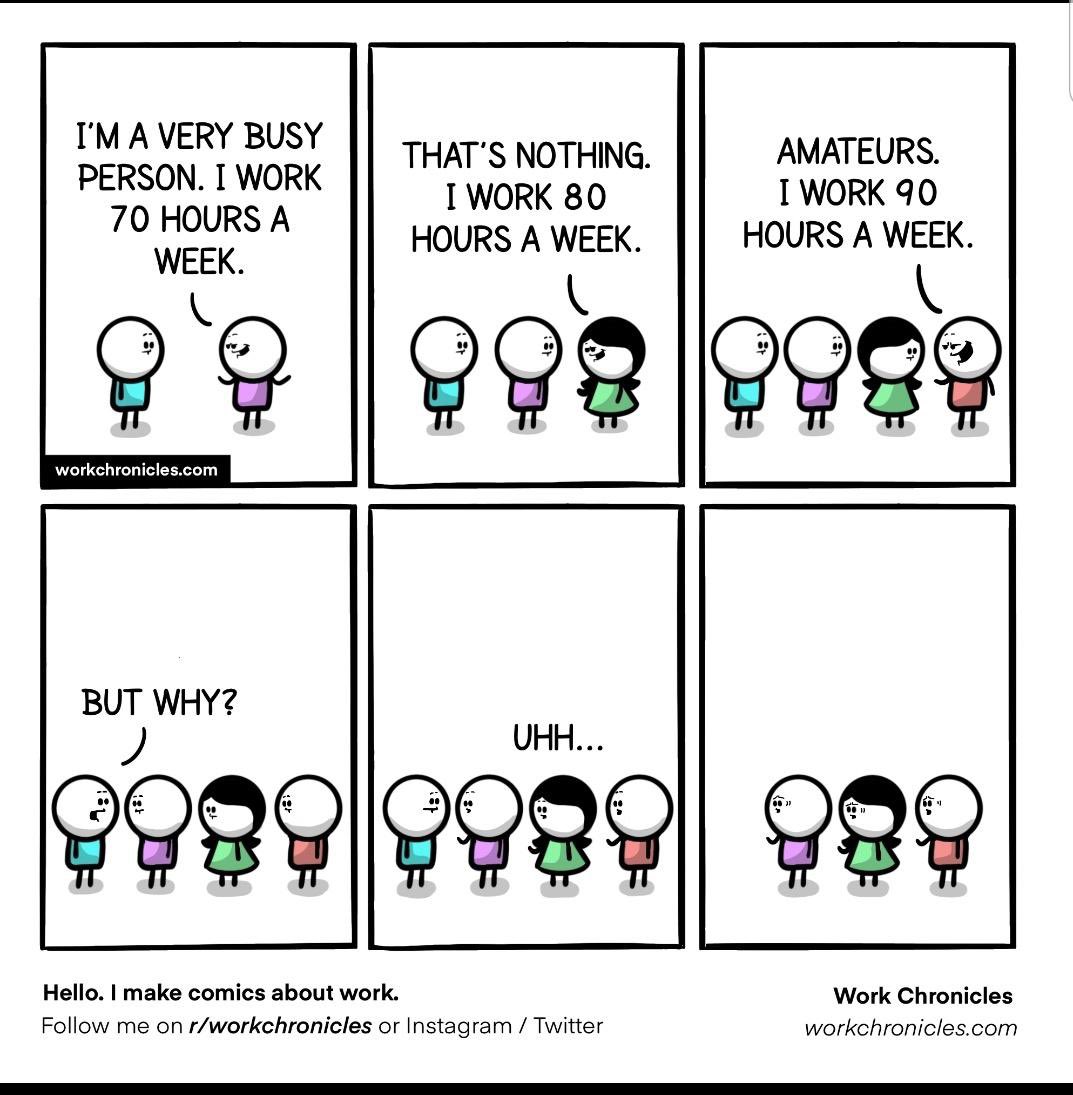 I'M A VERY BUSY
PERSON. I WORK
70 HOURS A
WEEK.
THAT'S NOTHING.
I WORK 80
HOURS A WEEK.
AMATEURS.
I WORK 90
HOURS A WEEK.
workchronicles.com
BUT WHY?
UHH...
Hello. I make comics about work.
Follow me on r/workchronicles or Instagram / Twitter
Work Chronicles
workchronicles.com